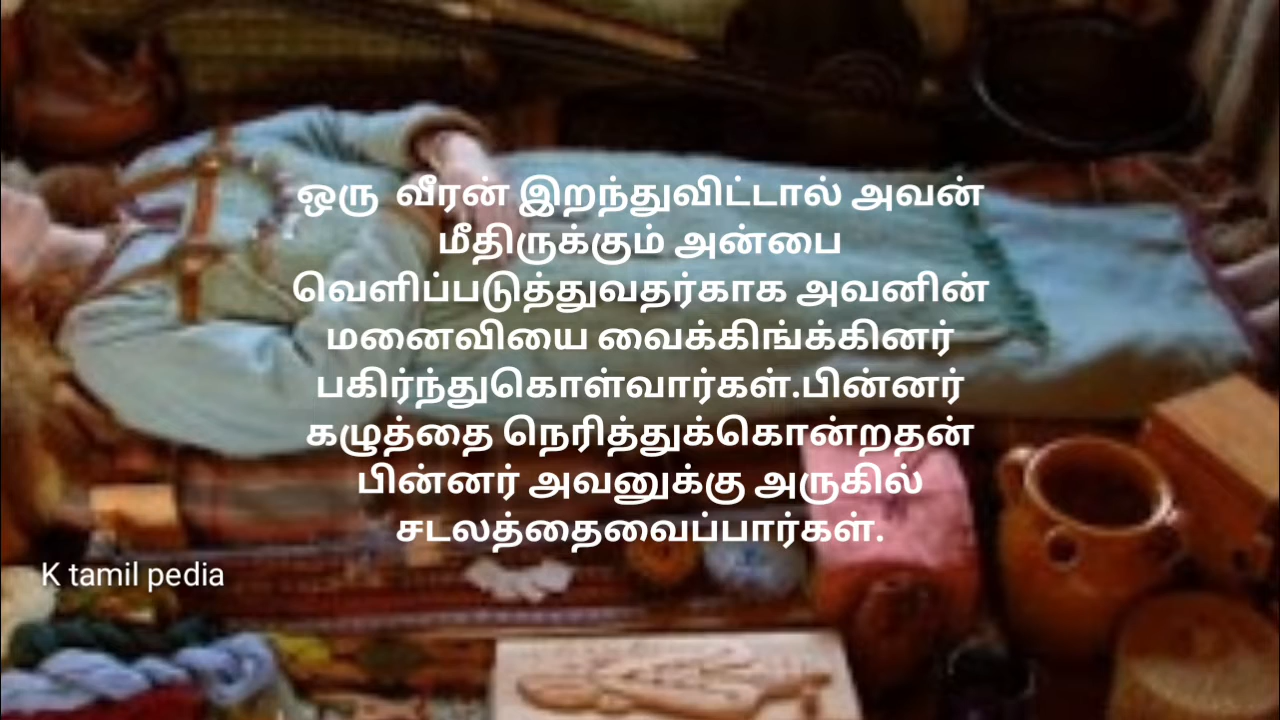 ஒரு வீரன் இறந்துவிட்டால் அவன்
மீதிருக்கும் அன்பை
வெளிப்படுத்துவதர்காக அவனின்
மனைவியை வைக்கிங்க்கினர்
பகிர்ந்துகொள்வார்கள்.பின்னர்
கழுத்தை நெரித்துக்கொன்றதன்
பின்னர் அவனுக்கு அருகில்
சடலத்தைவைப்பார்கள்.
K tamil pedia